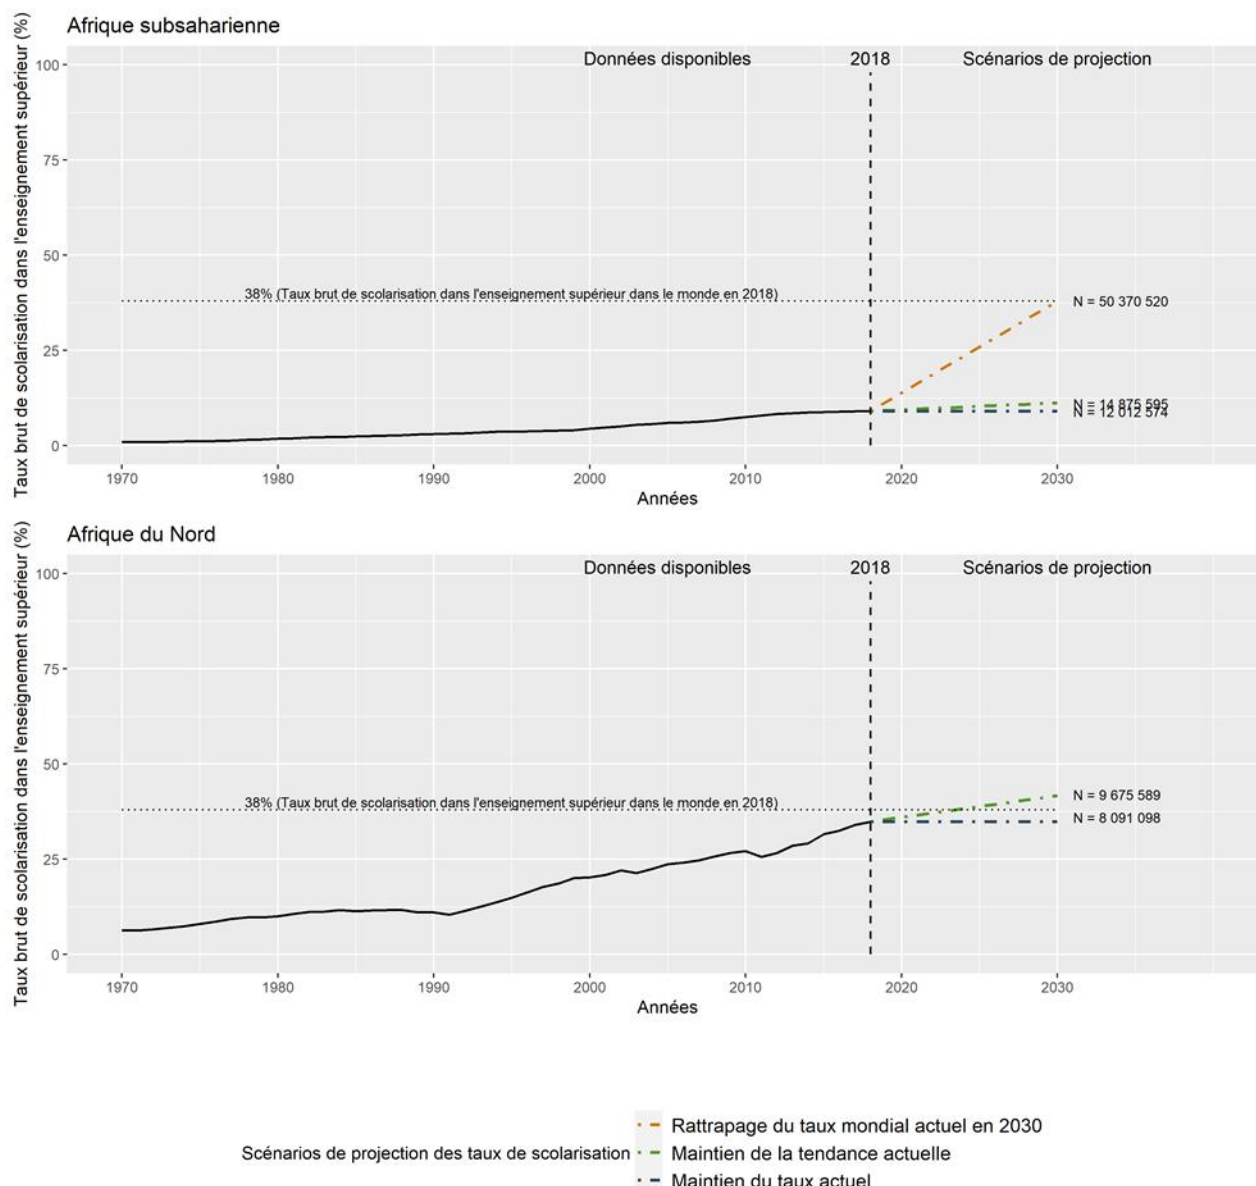 Afrique subsaharienne
Taux brut de scolarisation dans l'enseignement supérieur (%)
Données disponibles
2018
Scénarios de projection
100
75
50
25
0
38% (Taux brut de scolarisation dans l'enseignement supérieur dans le monde en 2018)
N = 50 370 520
N = 14 875 595
N = 12 012 574
1970
1980
1990
2000
2010
2020
2030
Années
Afrique du Nord
Taux brut de scolarisation dans l'enseignement supérieur (%)
Données disponibles
2018
Scénarios de projection
100
75
50
25
0
38% (Taux brut de scolarisation dans l'enseignement supérieur dans le monde en 2018)
N = 9 675 589
N = 8 091 098
1970
1980
1990
2000
2010
2020
2030
Années
Scénarios de projection des taux de scolarisation
Rattrapage du taux mondial actuel en 2030
Maintien de la tendance actuelle
Maintien du taux actuel